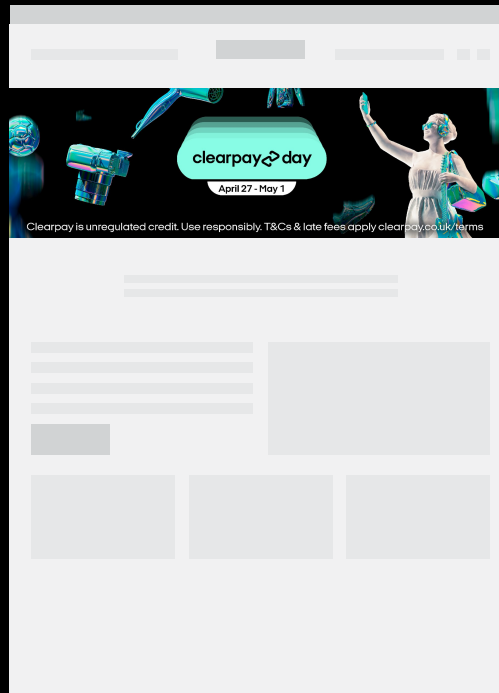 clearpay day
April 27 - May 1
Clearpay is unregulated credit. Use responsibly. T&Cs & late fees apply clearpay.co.uk/terms